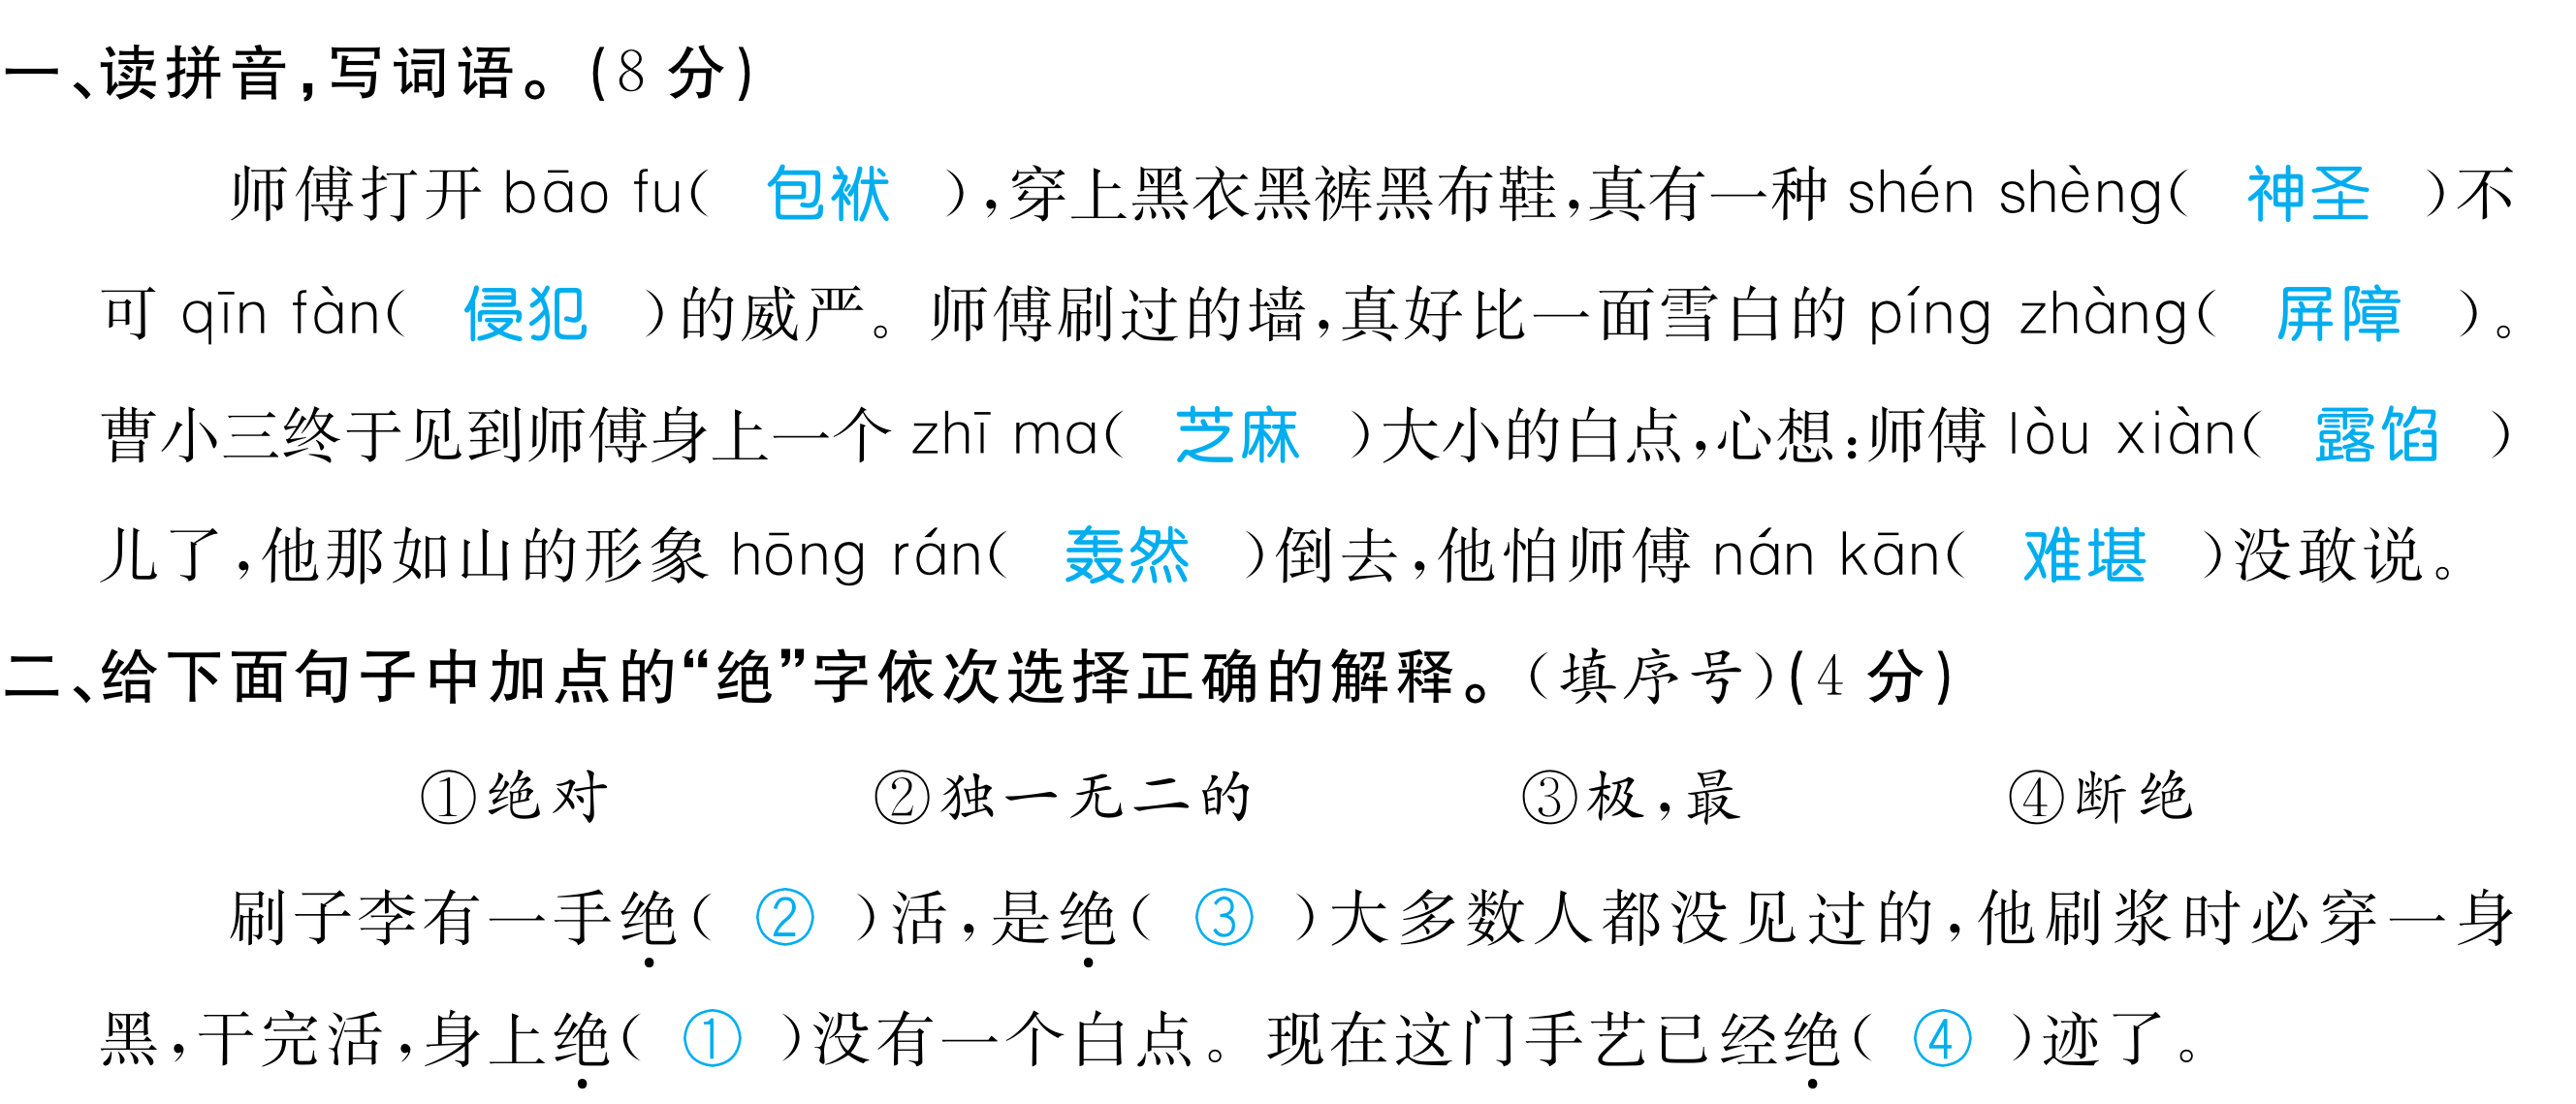 一、读拼音,写词语。(8 分)
师傅打开 bāo fu( 包袱 ),穿上黑衣黑裤黑布鞋,真有一种 shén shèng( 神圣 )不
可 qīn fàn( 侵犯 )的威严。师傅刷过的墙,真好比一面雪白的 píng zhàng( 屏障 )。
曹小三终于见到师傅身上一个 zhī ma( 芝麻 )大小的白点,心想:师傅 lòu xiàn( 露馅 )
儿了,他那如山的形象 hōng rán( 轰然 )倒去,他怕师傅 nán kān( 难堪 )没敢说。
二、给下面句子中加点的“绝”字依次选择正确的解释。(填序号)(4 分)
①绝对 ②独一无二的 ③极,最 ④断绝
刷子李有一手绝( ② )活,是绝( ③ )大多数人都没见过的,他刷浆时必穿一身
黑,干完活,身上绝( ① )没有一个白点。现在这门手艺已经绝( ④ )迹了。